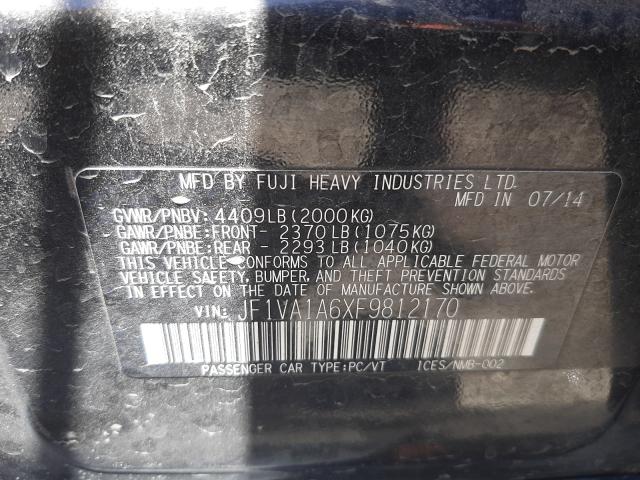 MFD BY FUJI HEAVY INDUSTRIES LTD.
MFD IN 07/14
GVWR/PNBV: 4409LB(2000KG)
GAWR/PNBE:FRONT- 2370LB(1075KG)
GAWR/PNBE:REAR - 2293LB(1040KG)
THIS VEHICLE CONFORMS TO ALL APPLICABLE FEDERAL MOTOR
VEHICLE SAFETY, BUMPER, AND THEFT PREVENTION STANDARDS
IN EFFECT ON THE DATE OF MANUFACTURE SHOWN ABOVE.
VIN: JF1VA1A6XF9812170
PASSENGER CAR TYPE:PC/VT ICES/NMB-002